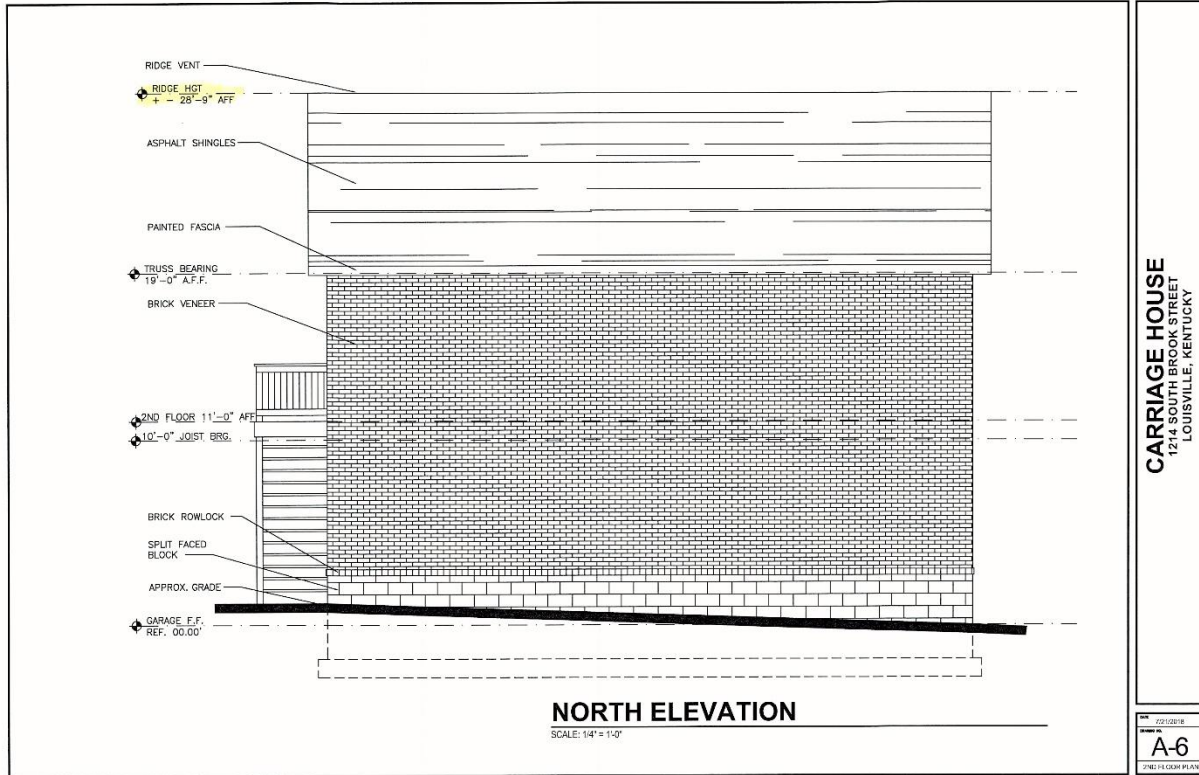 RIDGE VENT
RIDGE HGT
+ - 28'-9" AFF
ASPHALT SHINGLES
PAINTED FASCIA
TRUSS BEARING
19'-0" A.F.F.
BRICK VENEER
2ND FLOOR 11'-0" AFF
10'-0" JOIST BRG.
BRICK ROWLOCK
SPLIT FACED
BLOCK
APPROX. GRADE
GARAGE F.F.
REF. 00.00'
NORTH ELEVATION
SCALE: 1/4" = 1'-0"
CARRIAGE HOUSE
1214 SOUTH BROOK STREET
LOUISVILLE, KENTUCKY
DATE
7/21/2018
DRAWING NO.
A-6
2ND FLOOR PLAN